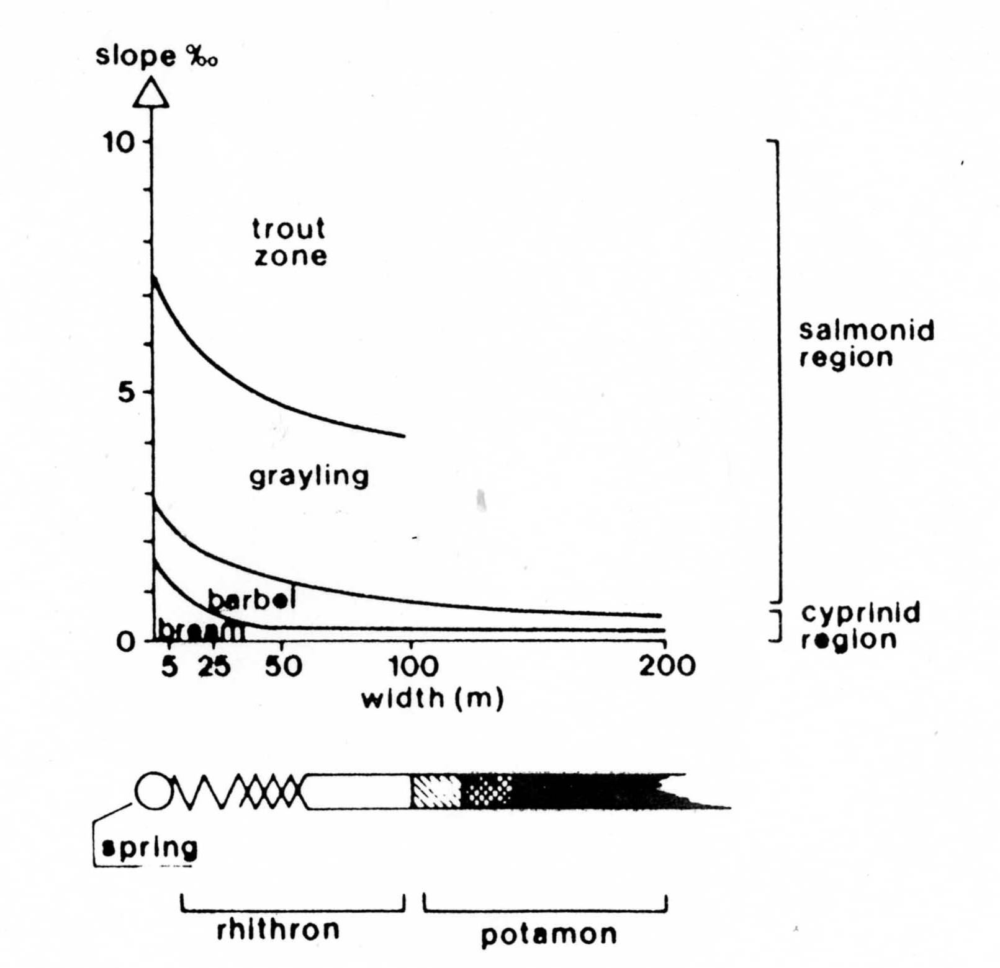 slope ‰
10
trout
zone
salmonid
region
5
grayling
barbel
bream
cyprinid
region
0
5 25 50 100 200
width (m)
spring
rhithron
potamon